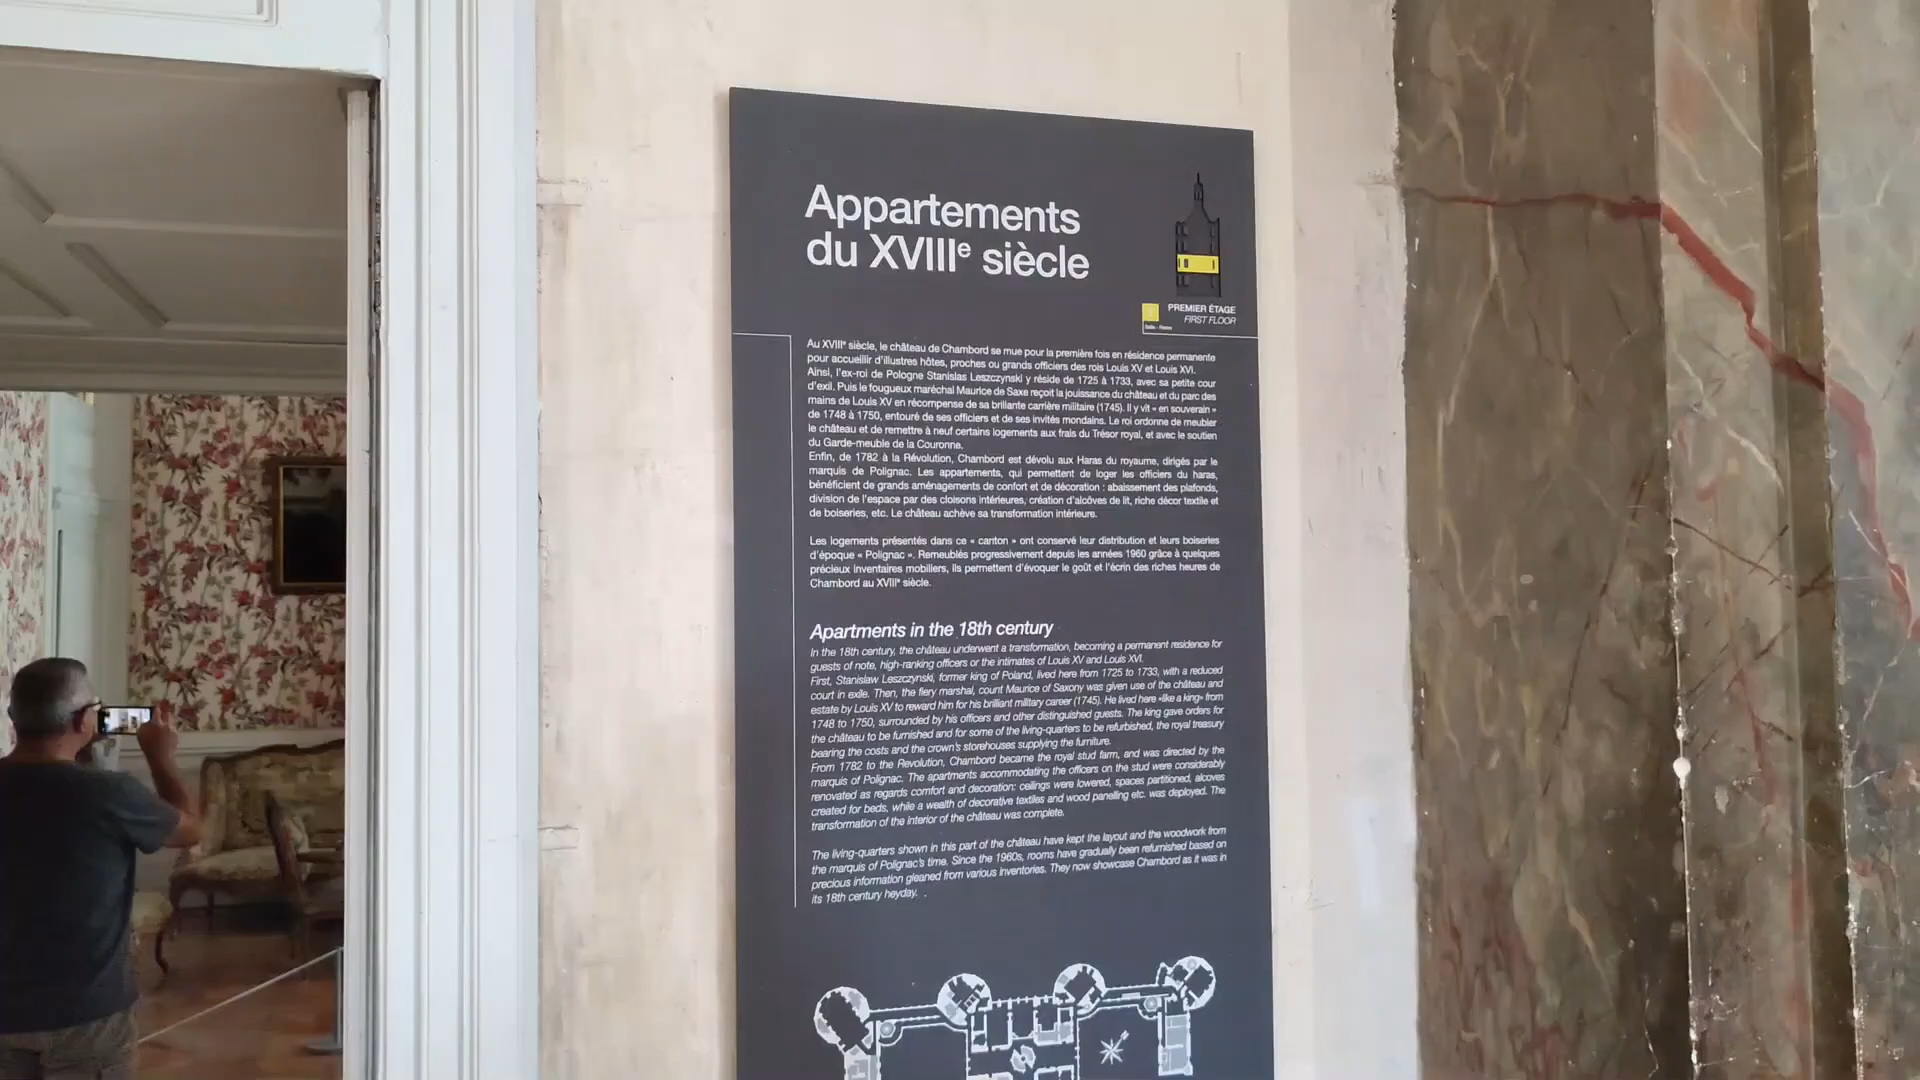 Appartements
du XVIIIe siècle
PREMIER ÉTAGE
FIRST FLOOR
Au XVIIIe siècle, le château de Chambord se mue pour la première fois en résidence permanente
pour accueillir d'illustres hôtes, proches ou grands officiers des rois Louis XV et Louis XVI.
Ainsi, l'ex-roi de Pologne Stanislas Leszczynski y réside de 1725 à 1733, avec sa petite cour
d'exil. Puis le fougueux maréchal Maurice de Saxe reçoit la jouissance du château et du parc des
mains de Louis XV en récompense de sa brillante carrière militaire (1745). Il y vit « en souverain »
de 1748 à 1750, entouré de ses officiers et de ses invités mondains. Le roi ordonne de meubler
le château et de remettre à neuf certains logements aux frais du Trésor royal, et avec le soutien
du Garde-meuble de la Couronne.
Enfin, de 1782 à la Révolution, Chambord est dévolu aux Haras du royaume, dirigés par le
marquis de Polignac. Les appartements, qui permettent de loger les officiers du haras,
bénéficient de grands aménagements de confort et de décoration : abaissement des plafonds,
division de l'espace par des cloisons intérieures, création d'alcôves de lit, riche décor textile et
de boiseries, etc. Le château achève sa transformation intérieure.
Les logements présentés dans ce « canton » ont conservé leur distribution et leurs boiseries
d'époque « Polignac ». Remeublés progressivement depuis les années 1960 grâce à quelques
précieux inventaires mobiliers, ils permettent d'évoquer le goût et l'écrin des riches heures de
Chambord au XVIIIe siècle.
Apartments in the 18th century
In the 18th century, the château underwent a transformation, becoming a permanent residence for
guests of note, high-ranking officers or the intimates of Louis XV and Louis XVI.
First, Stanislaw Leszczynski, former king of Poland, lived here from 1725 to 1733, with a reduced
court in exile. Then, the fiery marshal, count Maurice of Saxony was given use of the château and
estate by Louis XV to reward him for his brilliant military career (1745). He lived here «like a king» from
1748 to 1750, surrounded by his officers and other distinguished guests. The king gave orders for
the château to be furnished and for some of the living-quarters to be refurbished, the royal treasury
bearing the costs and the crown's storehouses supplying the furniture.
From 1782 to the Revolution, Chambord became the royal stud farm, and was directed by the
marquis of Polignac. The apartments accommodating the officers on the stud were considerably
renovated as regards comfort and decoration: ceilings were lowered, spaces partitioned, alcoves
created for beds, while a wealth of decorative textiles and wood panelling etc. was deployed. The
transformation of the interior of the château was complete.
The living-quarters shown in this part of the château have kept the layout and the woodwork from
the marquis of Polignac's time. Since the 1960s, rooms have gradually been refurnished based on
precious information gleaned from various inventories. They now showcase Chambord as it was in
its 18th century heyday.